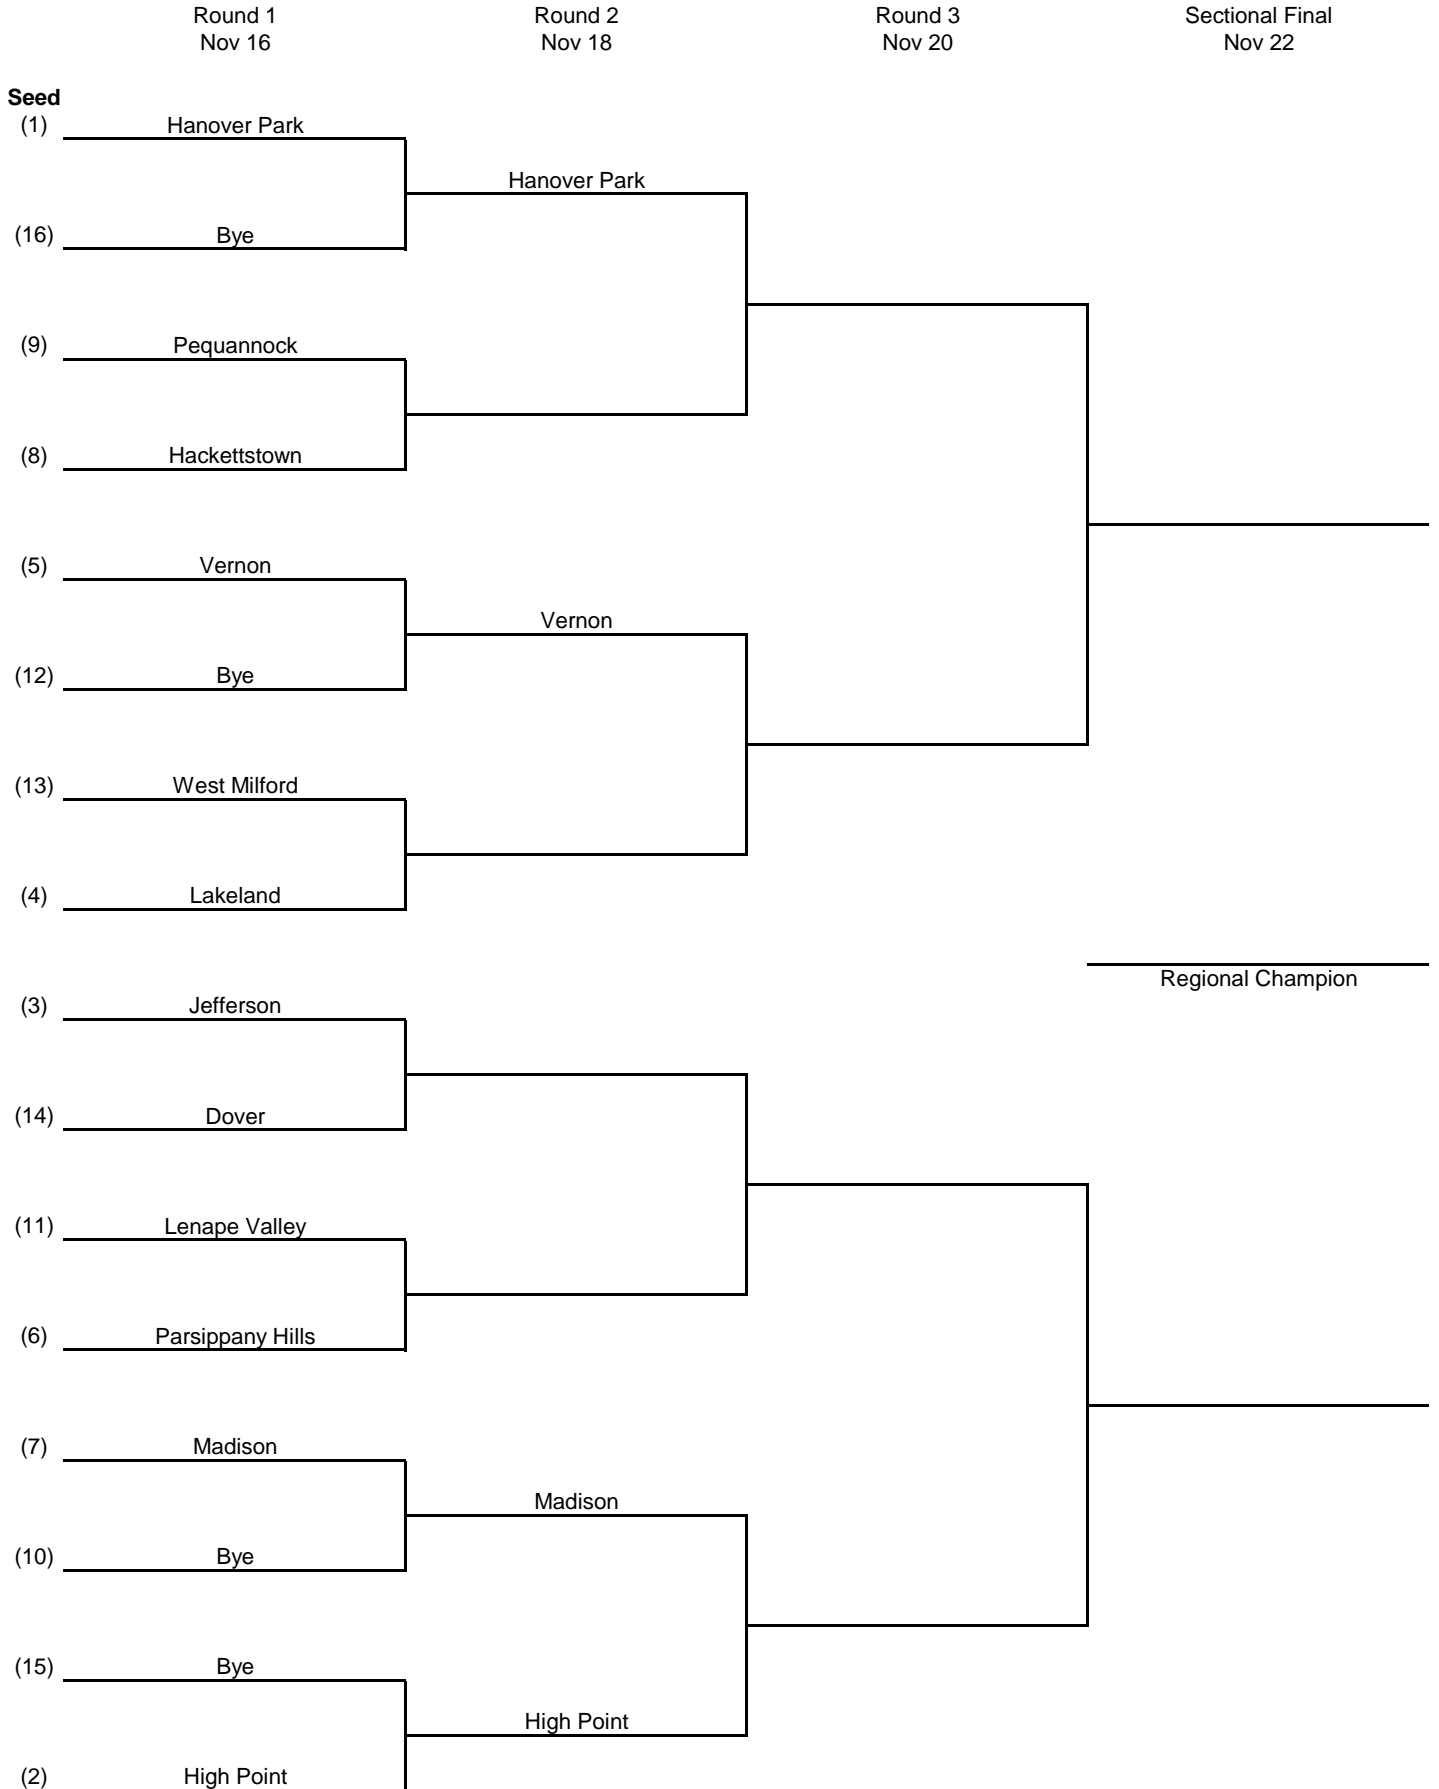 Round 1 Round 2 Round 3 Sectional Final
Nov 16 Nov 18 Nov 20 Nov 22
Seed
(1) Hanover Park
Hanover Park
(16) Bye
(9) Pequannock
(8) Hackettstown
(5) Vernon
Vernon
(12) Bye
(13) West Milford
(4) Lakeland
Regional Champion
(3) Jefferson
(14) Dover
(11) Lenape Valley
(6) Parsippany Hills
(7) Madison
Madison
(10) Bye
(15) Bye
High Point
(2) High Point